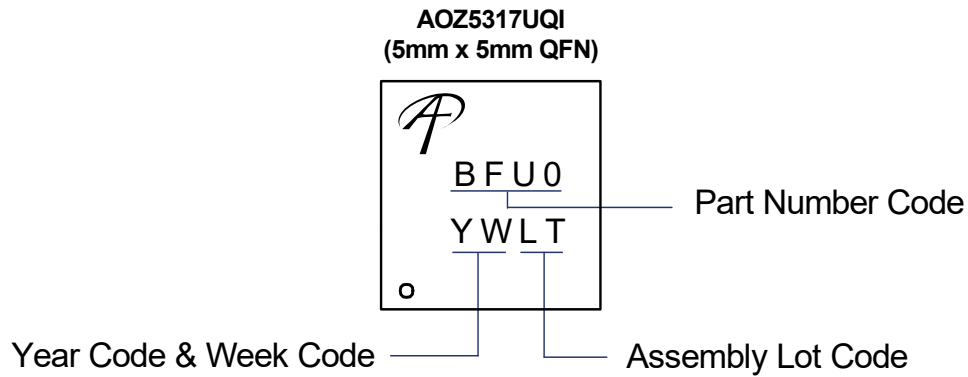 AOZ5317UQI
(5mm x 5mm QFN)
BFU0
Part Number Code
YWLT
Year Code & Week Code
Assembly Lot Code